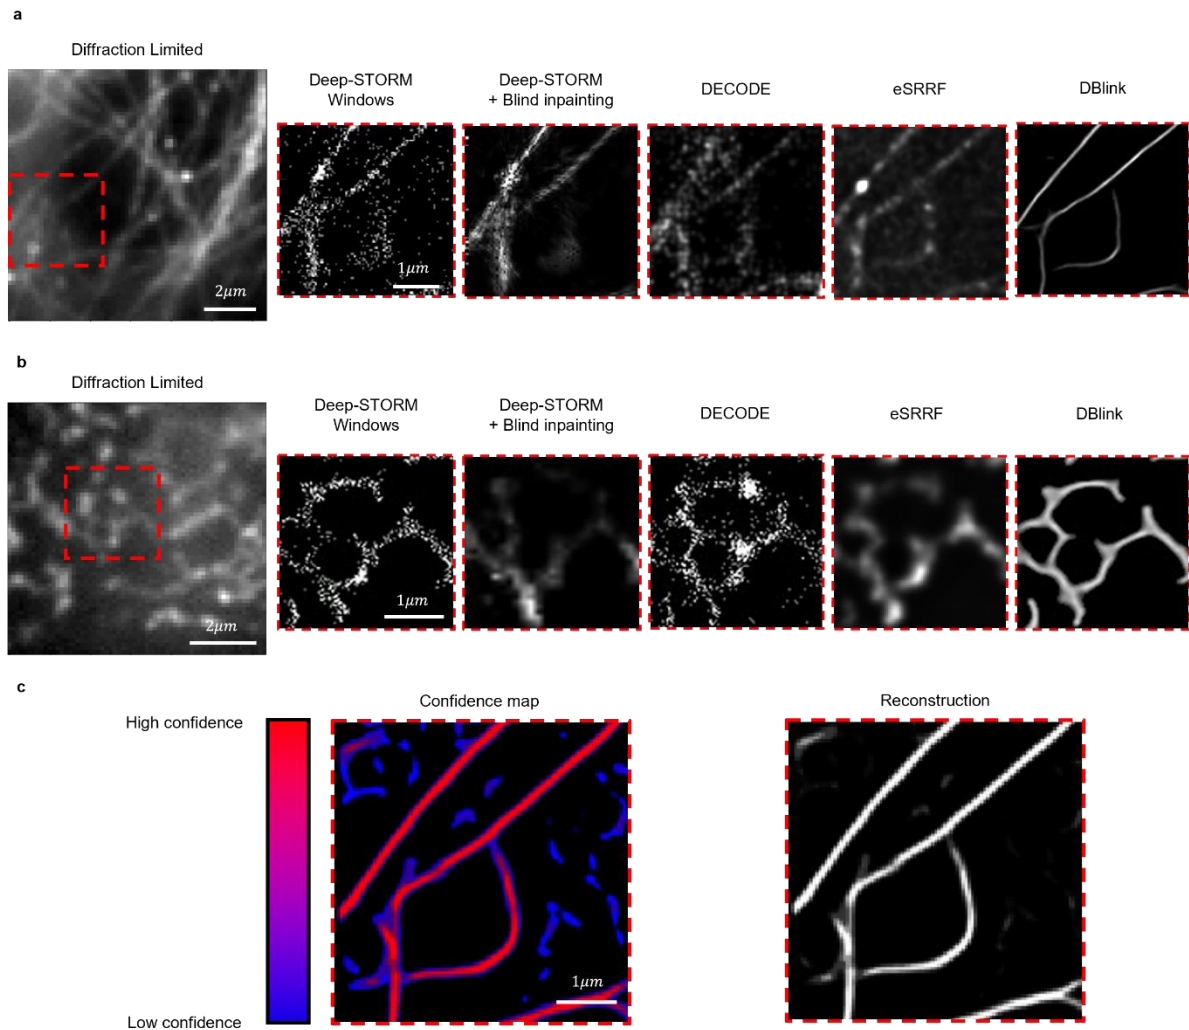 a
Diffraction Limited
Deep-STORM
Windows
Deep-STORM
+ Blind inpainting
DECODE
eSRRF
DBlink
1μm
2μm
b
Diffraction Limited
Deep-STORM
Windows
Deep-STORM
+ Blind inpainting
DECODE
eSRRF
DBlink
1μm
2μm
c
Confidence map
Reconstruction
High confidence
1μm
Low confidence